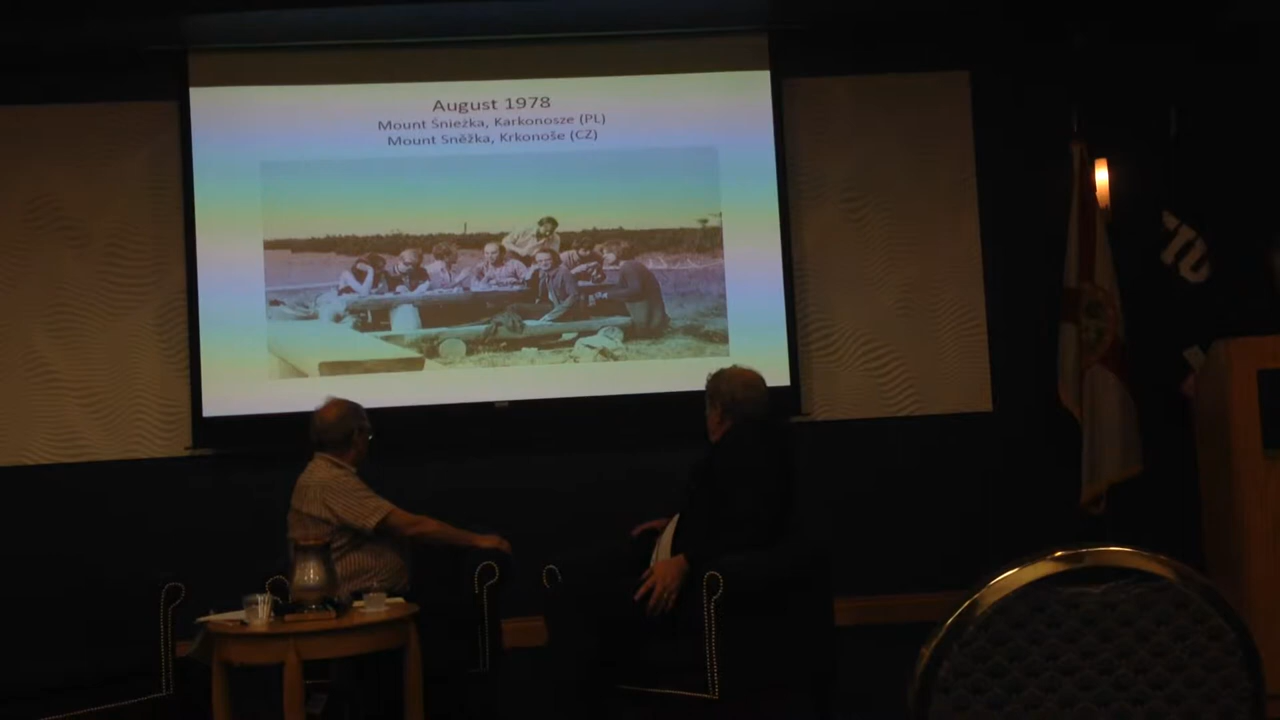 August 1978
Mount Śnieżka, Karkonosze (PL)
Mount Sněžka, Krkonoše (CZ)